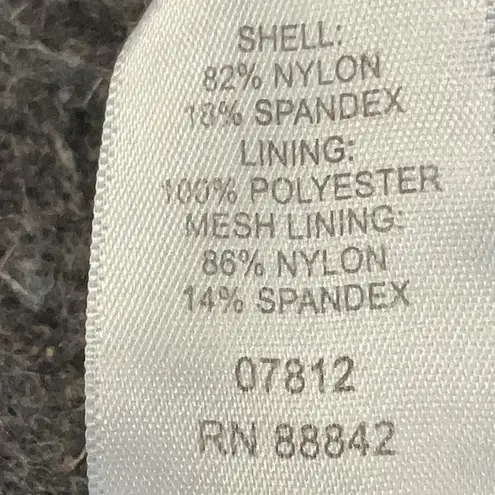 SHELL:
82% NYLON
18% SPANDEX
LINING:
100% POLYESTER
MESH LINING:
86% NYLON
14% SPANDEX
07812
RN 88842